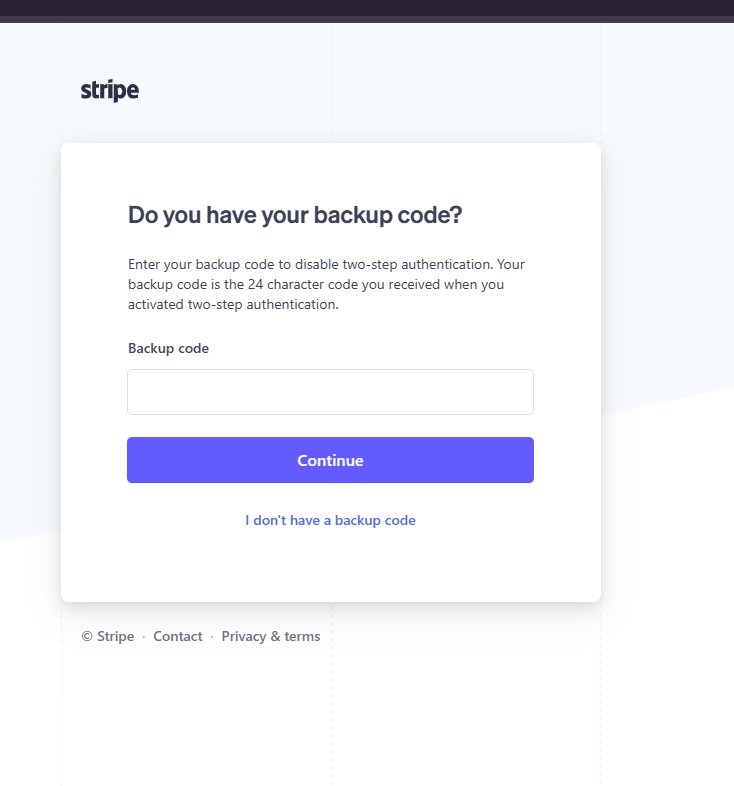 stripe
Do you have your backup code?
Enter your backup code to disable two-step authentication. Your
backup code is the 24 character code you received when you
activated two-step authentication.
Backup code
Continue
I don't have a backup code
© Stripe · Contact · Privacy & terms